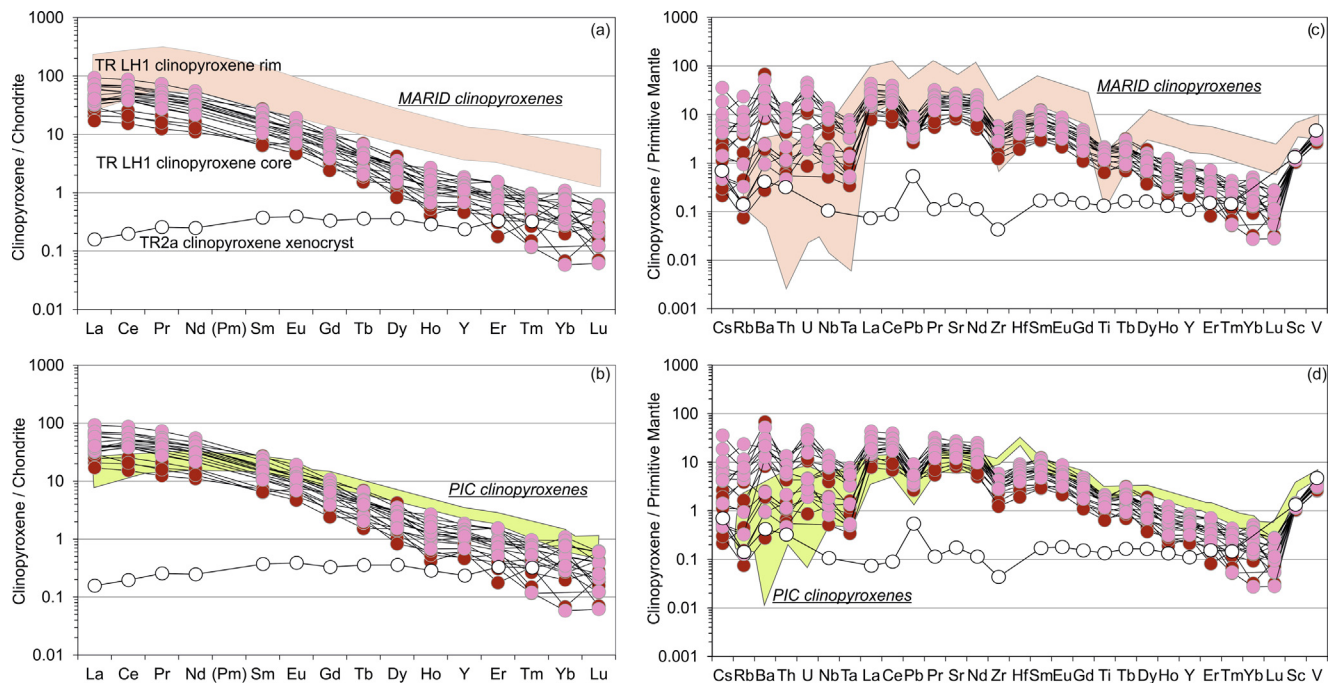 (a)
1000
100
10
1
0.1
0.01
Clinopyroxene / Chondrite
TR LH1 clinopyroxene rim
MARID clinopyroxenes
TR LH1 clinopyroxene core
TR2a clinopyroxene xenocryst
La Ce Pr Nd (Pm) Sm Eu Gd Tb Dy Ho Y Er Tm Yb Lu
(c)
1000
100
10
1
0.1
0.01
0.001
Clinopyroxene / Primitive Mantle
MARID clinopyroxenes
Cs Rb Ba Th U Nb Ta La Ce Pb Pr Sr Nd Zr Hf Sm Eu Gd Ti Tb Dy Ho Y Er Tm Yb Lu Sc V
(b)
1000
100
10
1
0.1
0.01
Clinopyroxene / Chondrite
PIC clinopyroxenes
La Ce Pr Nd (Pm) Sm Eu Gd Tb Dy Ho Y Er Tm Yb Lu
(d)
1000
100
10
1
0.1
0.01
0.001
Clinopyroxene / Primitive Mantle
PIC clinopyroxenes
Cs Rb Ba Th U Nb Ta La Ce Pb Pr Sr Nd Zr Hf Sm Eu Gd Ti Tb Dy Ho Y Er Tm Yb Lu Sc V